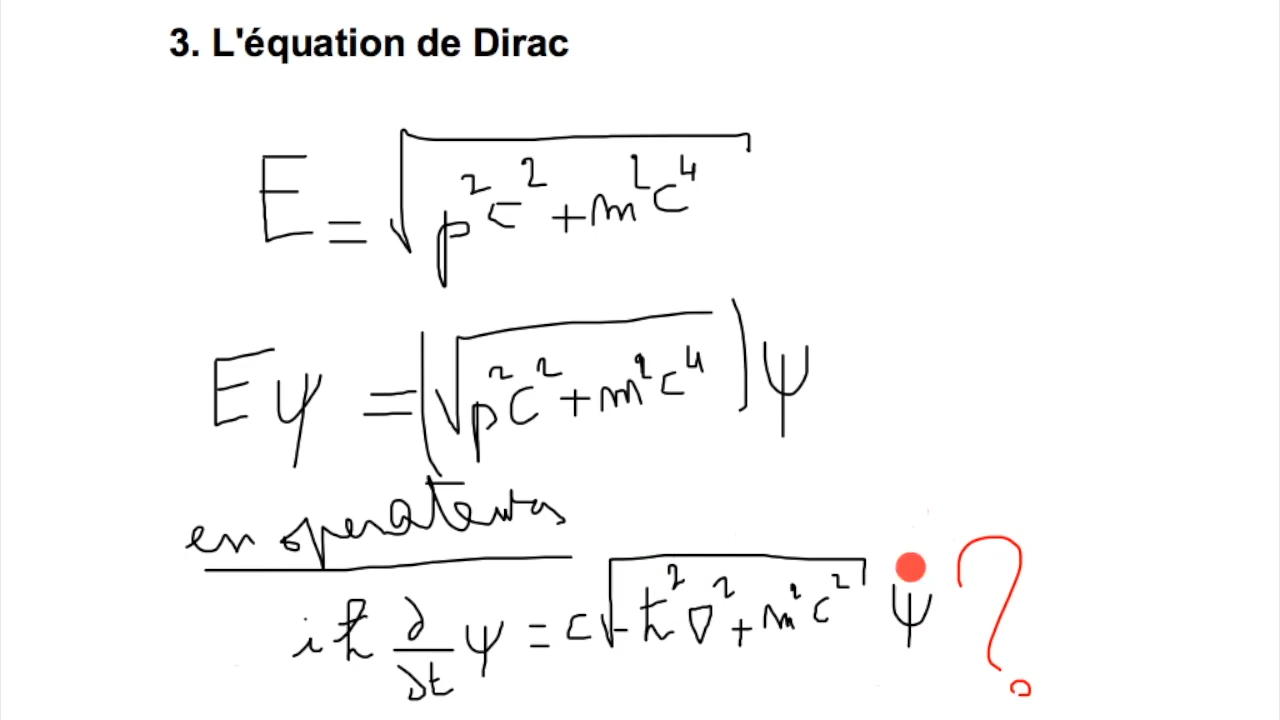 3. L'équation de Dirac
E = √(p²c² + m²c⁴)
Eψ = (√(p²c² + m²c⁴)) ψ
en operateurs
iħ ∂/∂t ψ = c√(-ħ²∇² + m²c²) ψ ?